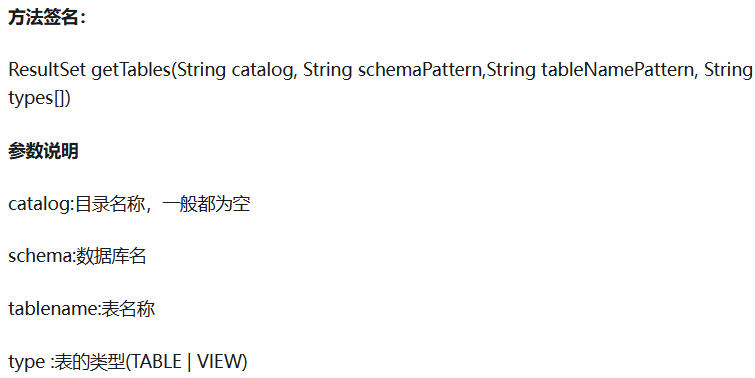 方法签名：
ResultSet getTables(String catalog, String schemaPattern,String tableNamePattern, String
types[])
参数说明
catalog:目录名称，一般都为空
schema:数据库名
tablename:表名称
type :表的类型(TABLE | VIEW)